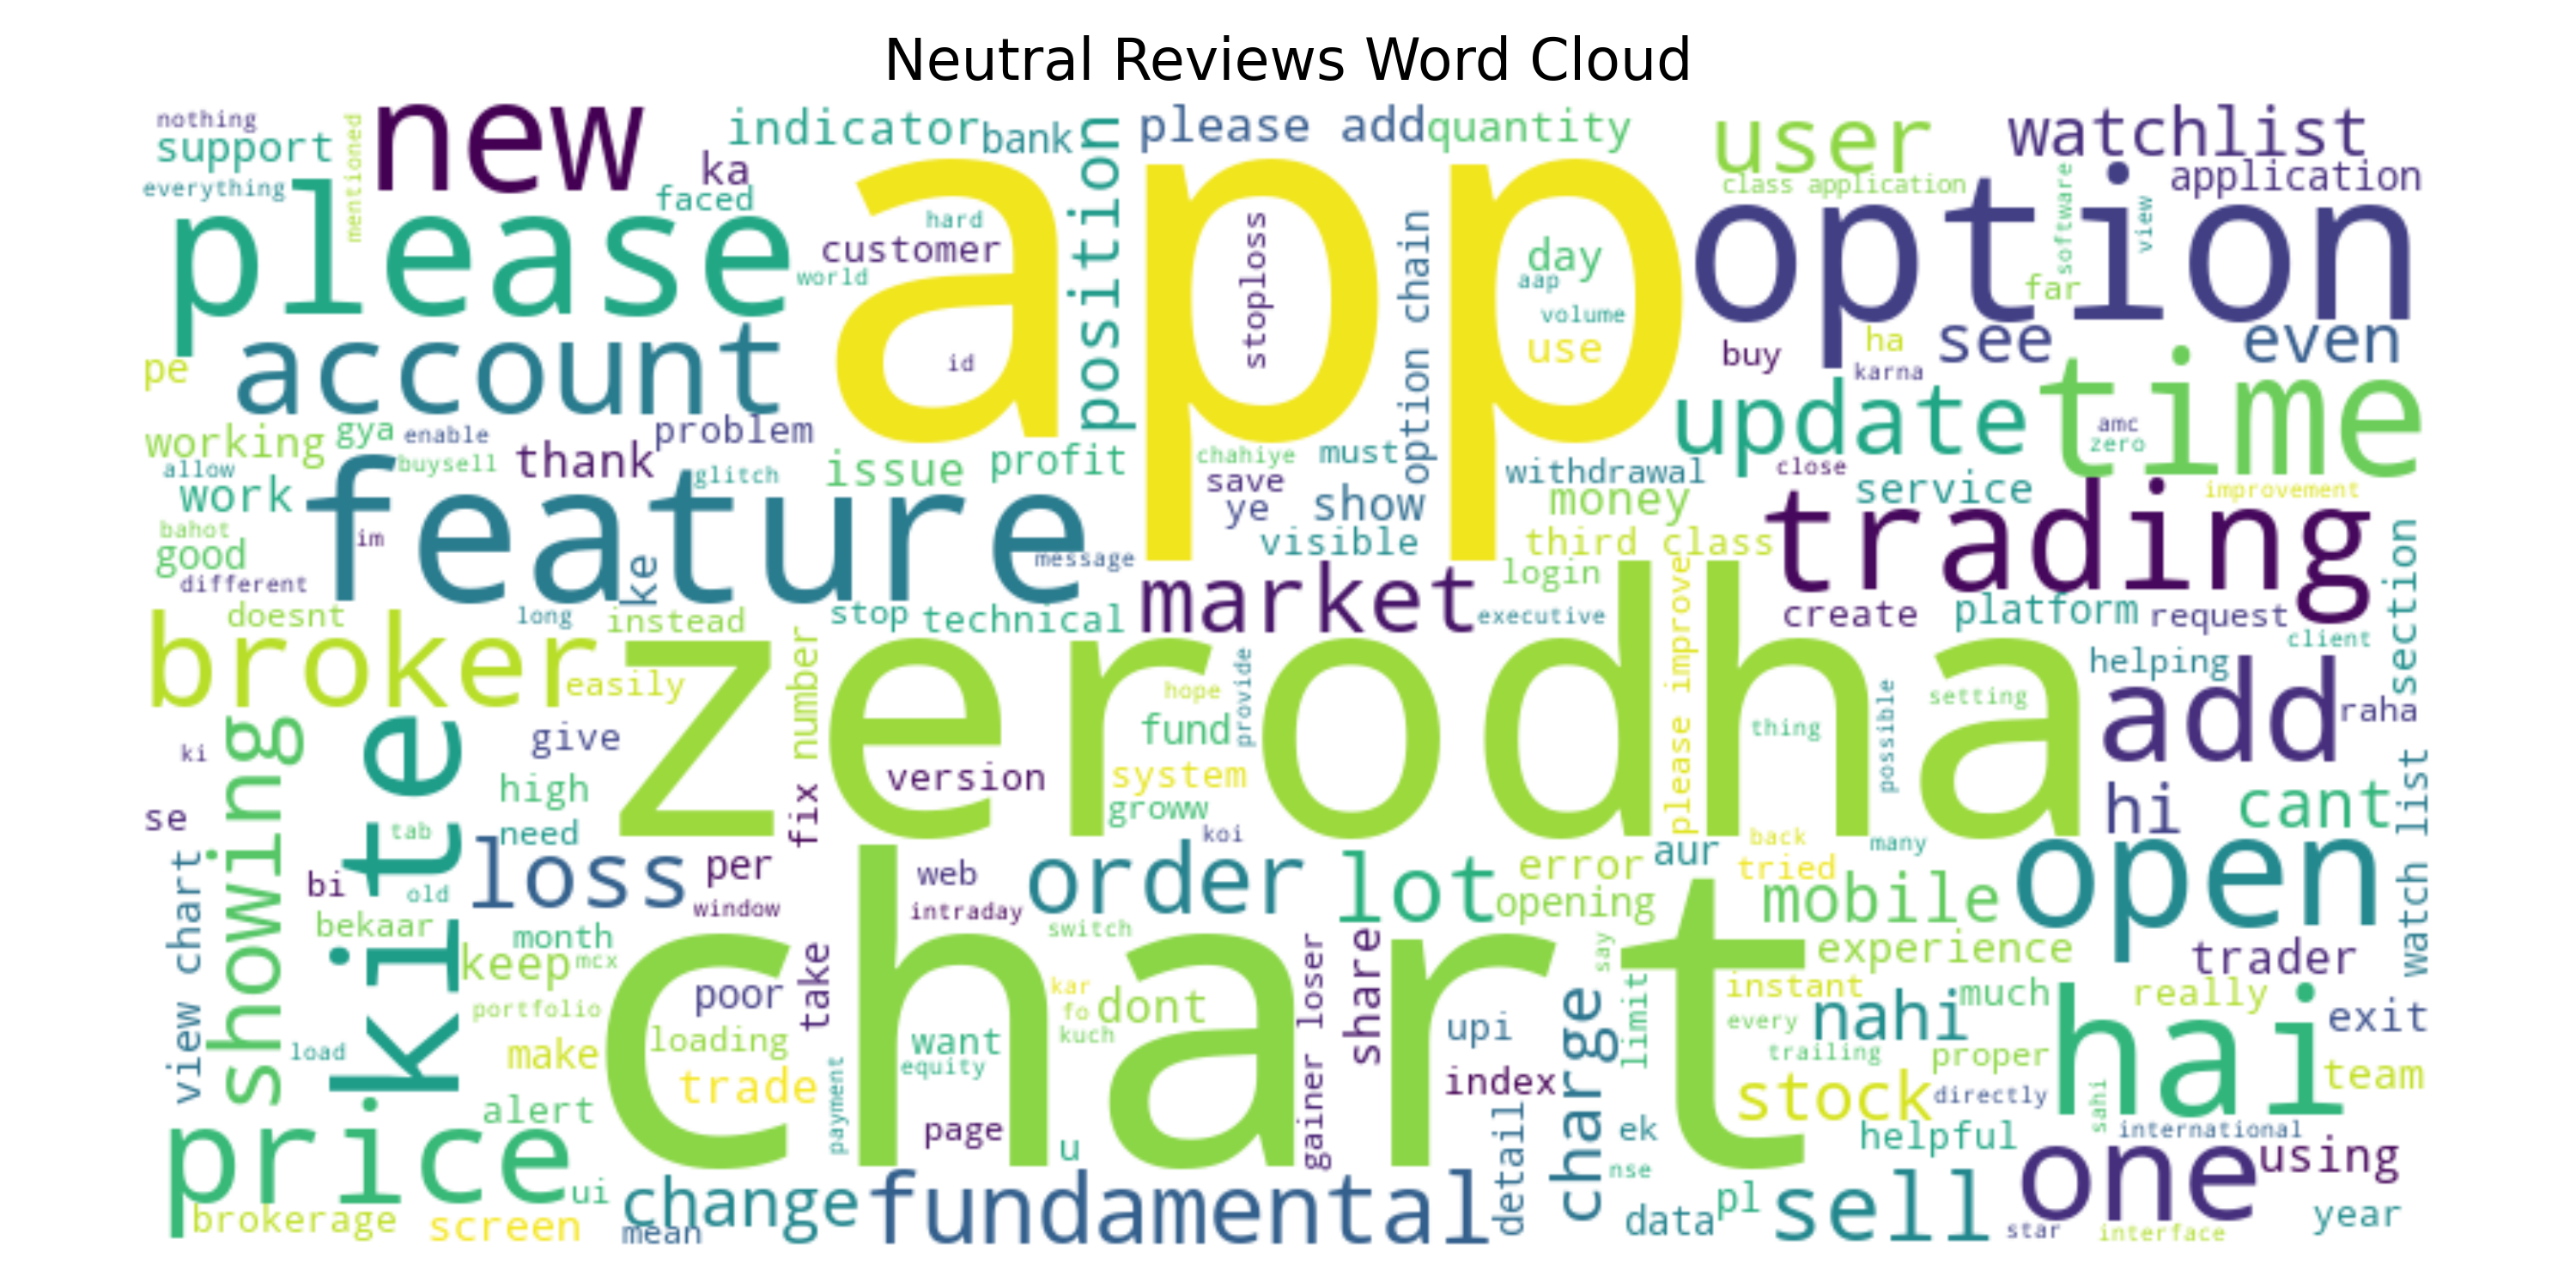 Neutral Reviews Word Cloud
nothing
support
everything
mentioned
new
indicator
bank
ka
faced
please add
quantity
user
class application
watchlist
application
software
view
please
hard
customer
world
app
position
stoploss
option chain
day
aap
volume
use
id
option
far
buy
ha
karna
see
even
pe
account
update
time
amc
zero
working
gya
enable
problem
allow
buysell
thank
glitch
issue
profit
chahiye
must
save
ye
show
withdrawal
close
money
service
improvement
work
bahot
good
different
feature
im
ke
message
visible
third class
trading
login
section
doesnt
long
instead
stop
technical
market
executive
create
platform
request
client
broker
easily
number
zerodha
hope
provide
fund
please improve
thing
possible
setting
helping
add
raha
ki
showing
kite
give
high
version
system
groww
fix
hi
cant
watch list
se
tab
need
koi
back
many
view chart
bi
old
loss
per
window
web
intraday
order
lot
error
opening
aur
tried
mobile
open
bekaar
month
keep
mcx
switch
experience
trader
portfolio
poor
take
chart
kar
fo
dont
kuch
gainer loser
share
say
limit
instant
nahi
much
really
exit
load
make
loading
want
equity
upi
every
trailing
proper
hai
team
trade
payment
index
charge
stock
directly
sahi
alert
page
u
detail
ek
helpful
international
price
ui
nse
one
using
brokerage
screen
change
mean
fundamental
data
pl
sell
star
interface
year